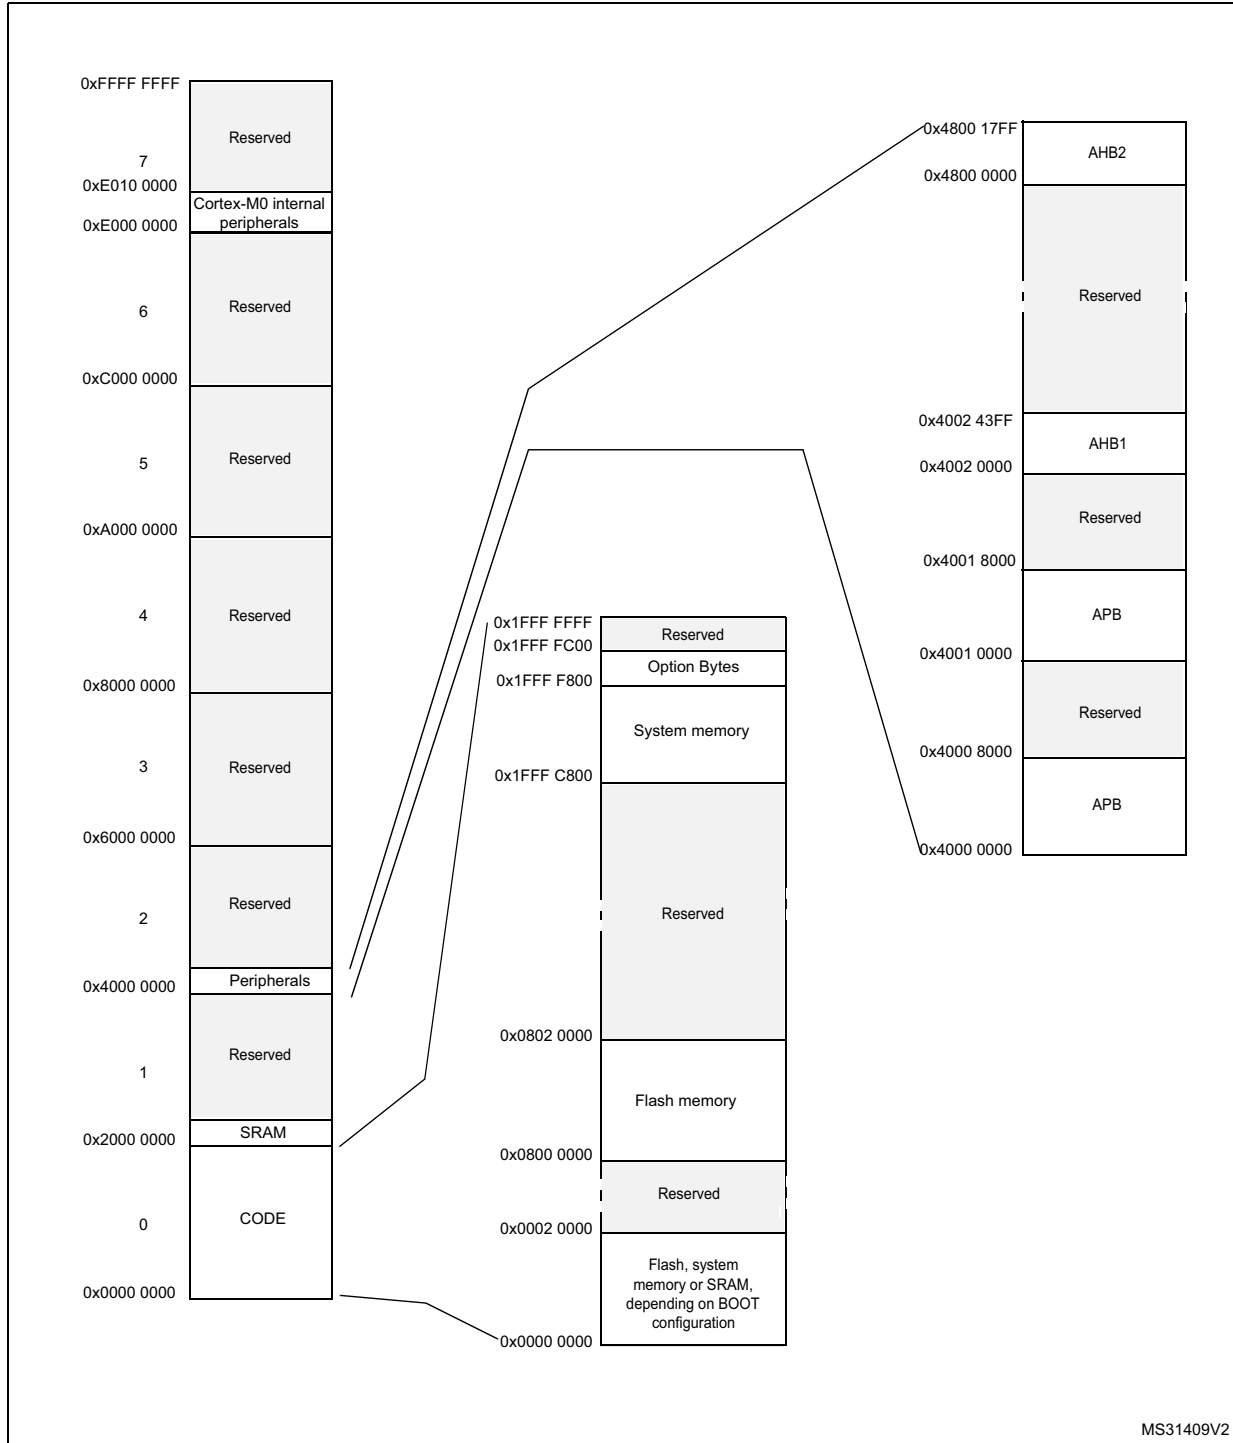 0xFFFF FFFF
Reserved
7
0xE010 0000
Cortex-M0 internal
peripherals
0xE000 0000
Reserved
6
0xC000 0000
Reserved
5
0xA000 0000
Reserved
4
0x8000 0000
Reserved
3
0x6000 0000
Reserved
2
Peripherals
0x4000 0000
Reserved
1
SRAM
0x2000 0000
CODE
0
0x0000 0000
0x1FFF FFFF
Reserved
0x1FFF FC00
Option Bytes
0x1FFF F800
System memory
0x1FFF C800
Reserved
0x0802 0000
Flash memory
0x0800 0000
Reserved
0x0002 0000
Flash, system
memory or SRAM,
depending on BOOT
configuration
0x0000 0000
0x4800 17FF
AHB2
0x4800 0000
Reserved
0x4002 43FF
AHB1
0x4002 0000
Reserved
0x4001 8000
APB
0x4001 0000
Reserved
0x4000 8000
APB
0x4000 0000
MS31409V2